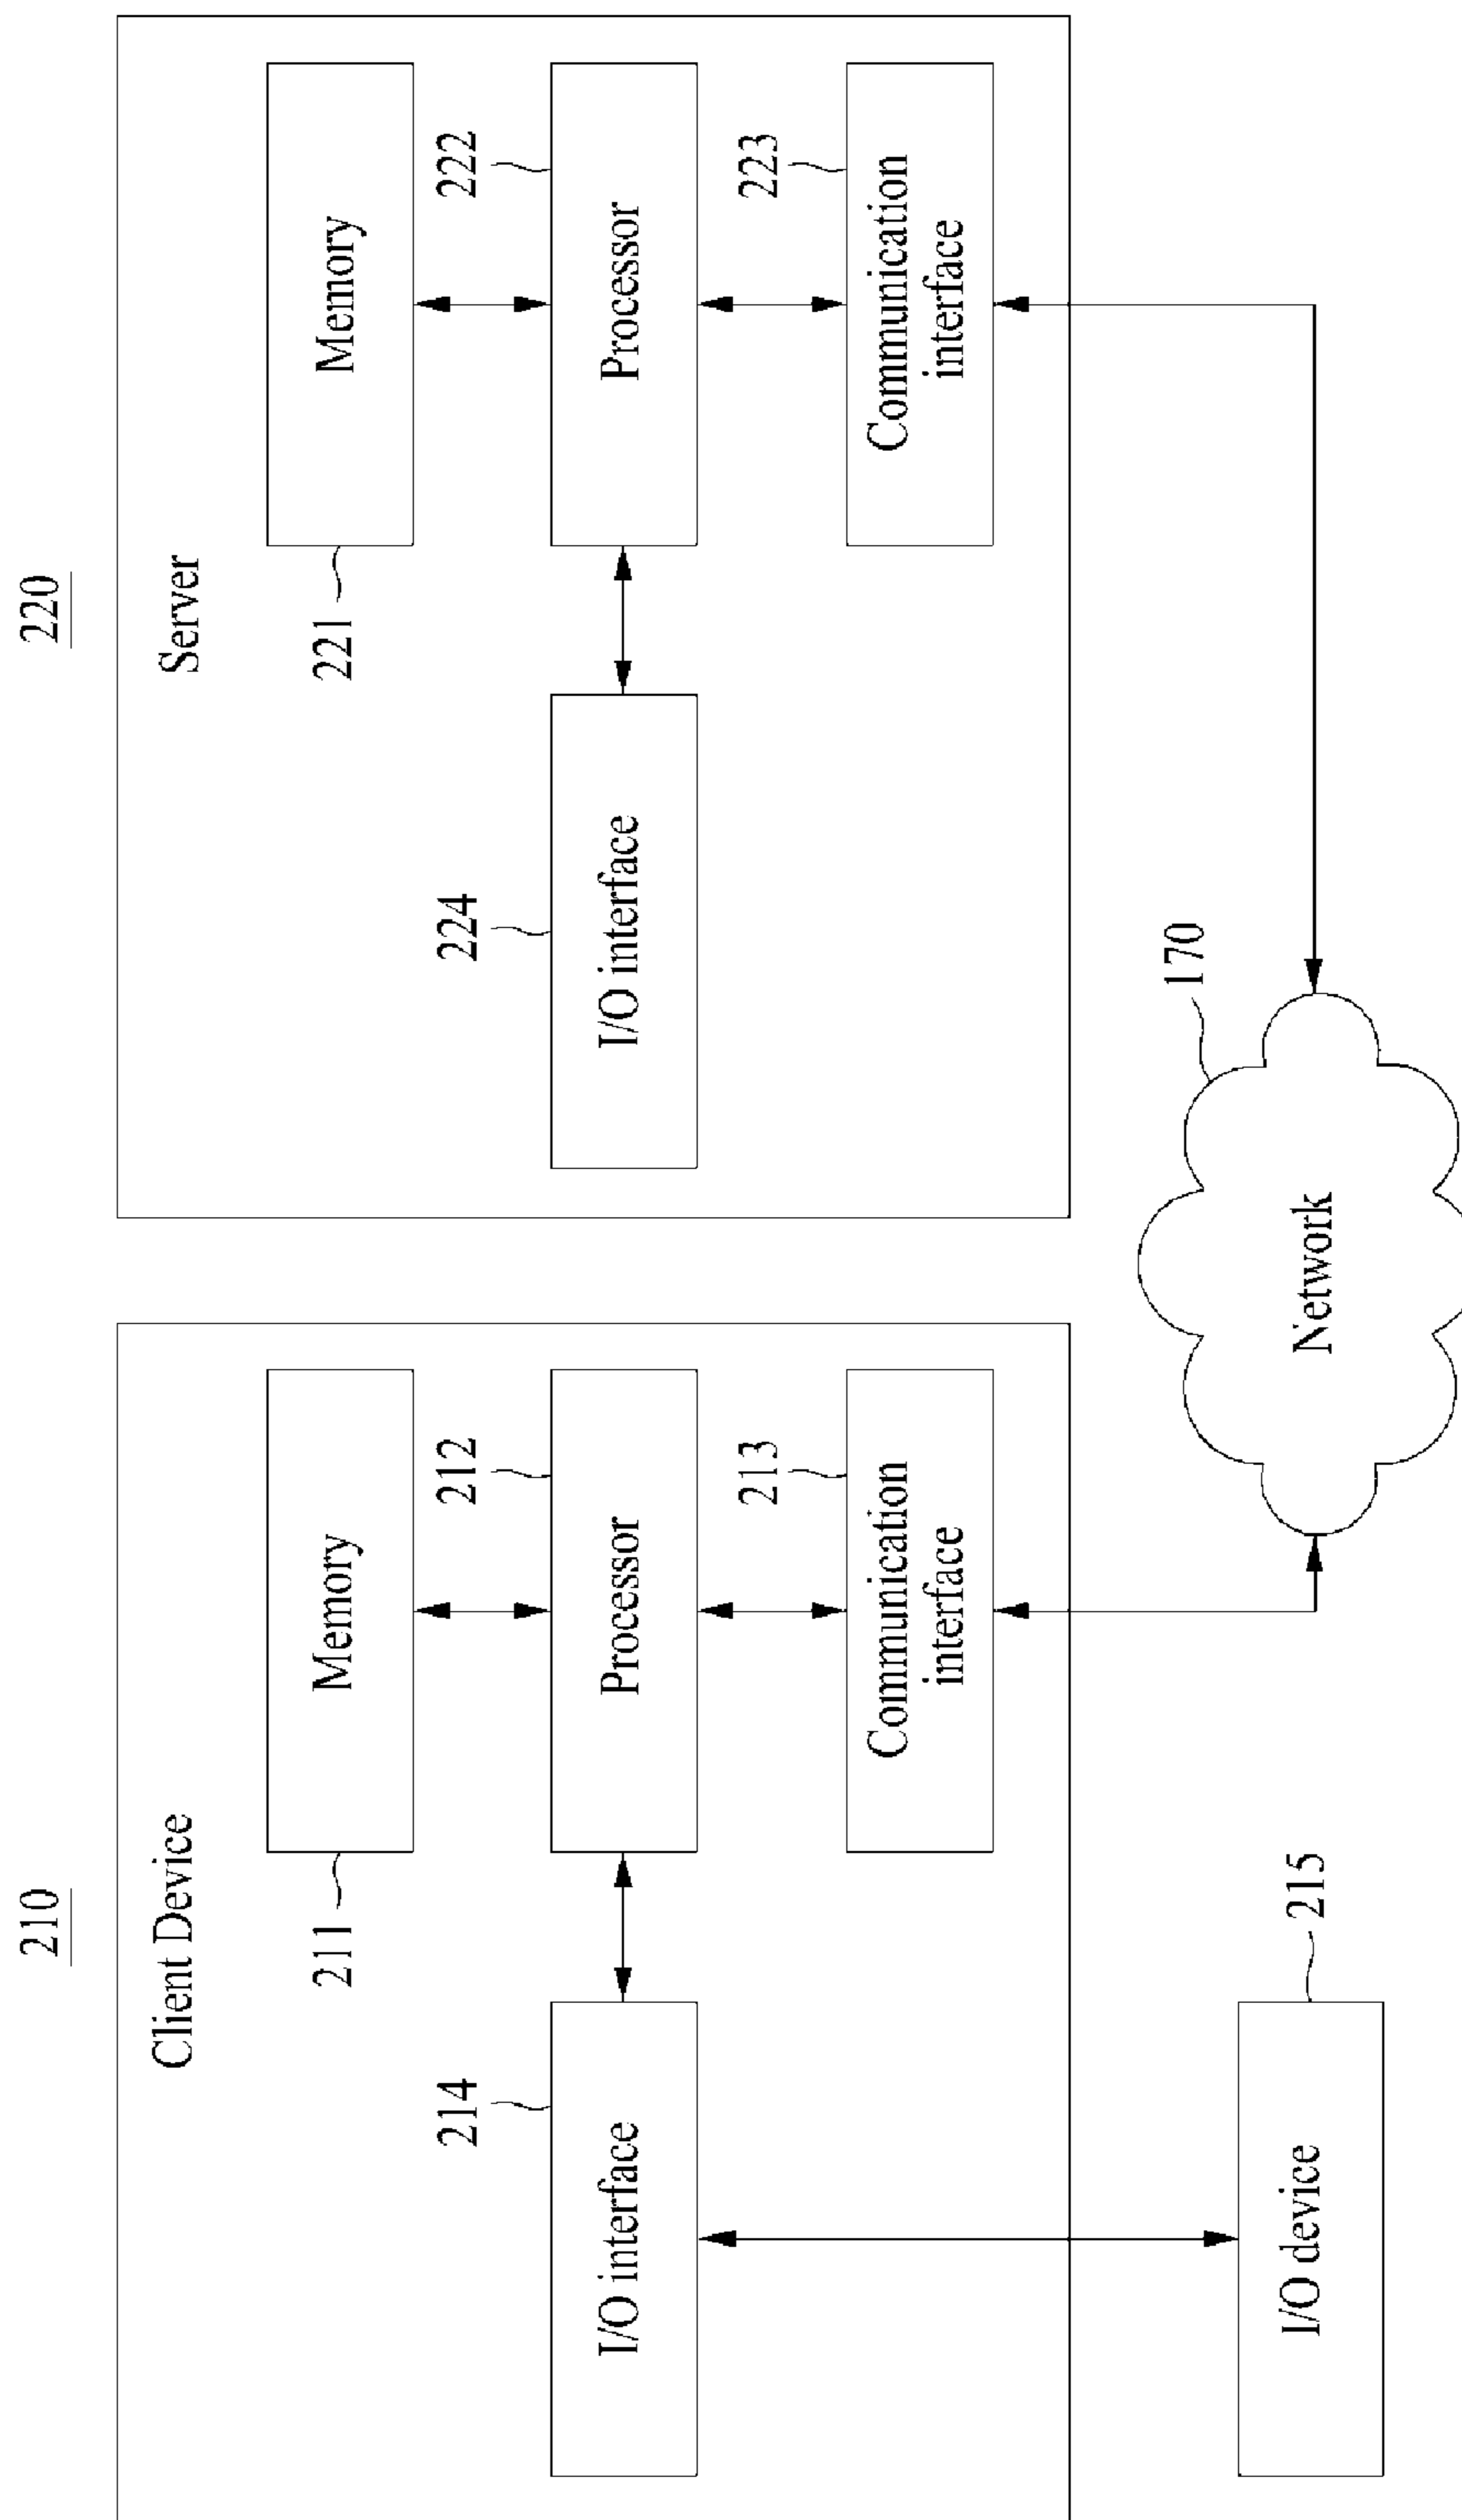 210
Client Device
211
Memory
212
Processor
213
Communication
interface
214
I/O interface
215
I/O device
220
Server
221
Memory
222
Processor
223
Communication
interface
224
I/O interface
170
Network